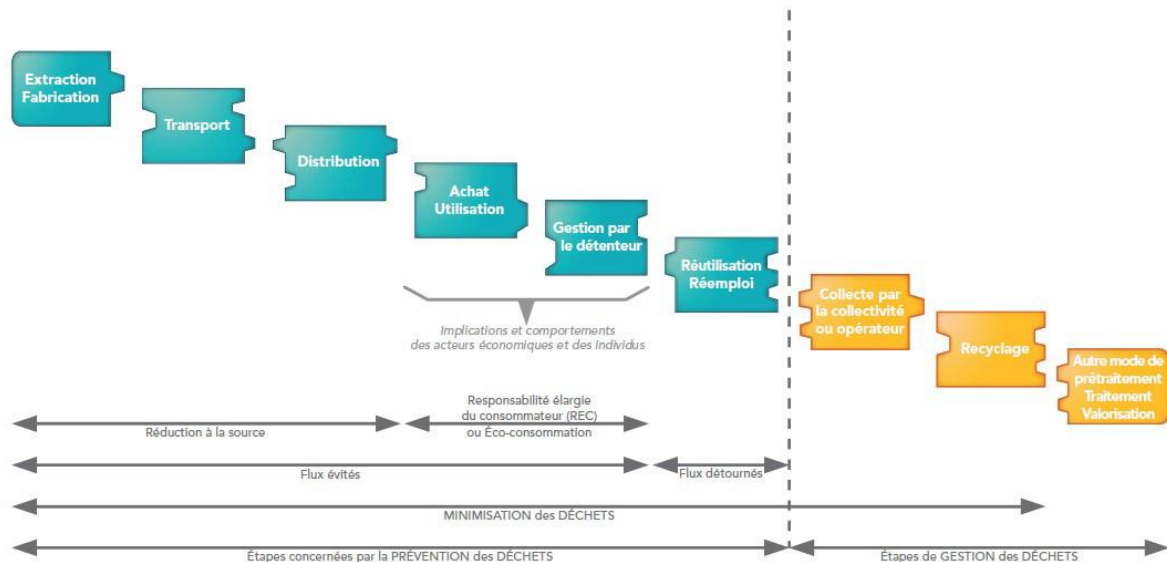 Extraction
Fabrication
Transport
Distribution
Achat
Utilisation
Gestion par
le détenteur
Réutilisation
Réemploi
Collecte par
la collectivité
ou opérateur
Recyclage
Autre mode de
prétraitement
Traitement
Valorisation
Implications et comportements
des acteurs économiques et des individus
Réduction à la source
Responsabilité élargie
du consommateur (REC)
ou Éco-consommation
Flux évités
Flux détournés
MINIMISATION des DÉCHETS
Étapes concernées par la PRÉVENTION des DÉCHETS
Étapes de GESTION des DÉCHETS